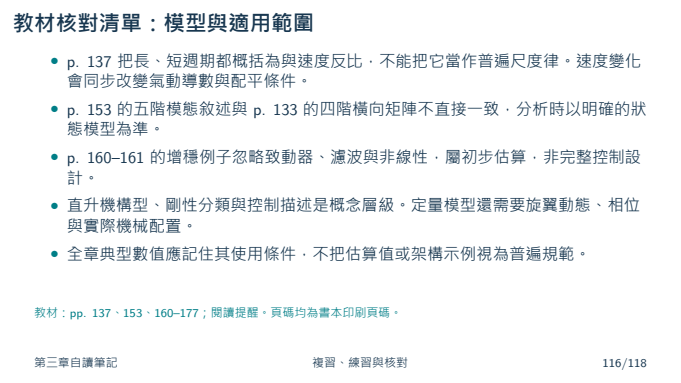 教材核對清單：模型與適用範圍
• p. 137 把長、短週期都概括為與速度反比，不能把它當作普遍尺度律。速度變化
會同步改變氣動導數與配平條件。
• p. 153 的五階模態敘述與 p. 133 的四階橫向矩陣不直接一致，分析時以明確的狀
態模型為準。
• p. 160–161 的增穩例子忽略致動器、濾波與非線性，屬初步估算，非完整控制設
計。
• 直升機構型、剛性分類與控制描述是概念層級。定量模型還需要旋翼動態、相位
與實際機械配置。
• 全章典型數值應記住其使用條件，不把估算值或架構示例視為普遍規範。
教材：pp. 137、153、160–177；閱讀提醒。頁碼均為書本印刷頁碼。
第三章自讀筆記
複習、練習與核對
116/118